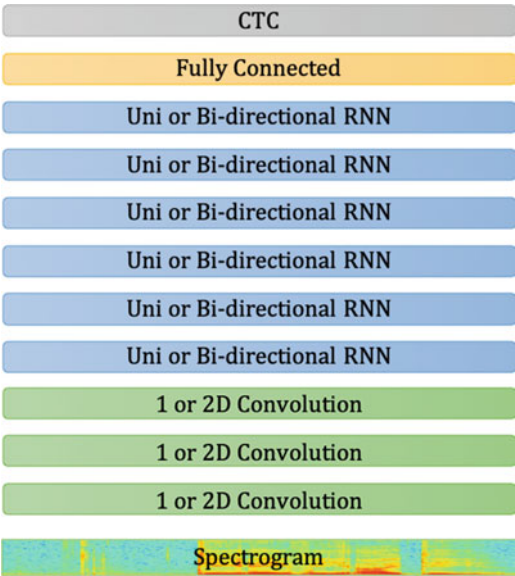 CTC
Fully Connected
Uni or Bi-directional RNN
Uni or Bi-directional RNN
Uni or Bi-directional RNN
Uni or Bi-directional RNN
Uni or Bi-directional RNN
Uni or Bi-directional RNN
1 or 2D Convolution
1 or 2D Convolution
1 or 2D Convolution
Spectrogram